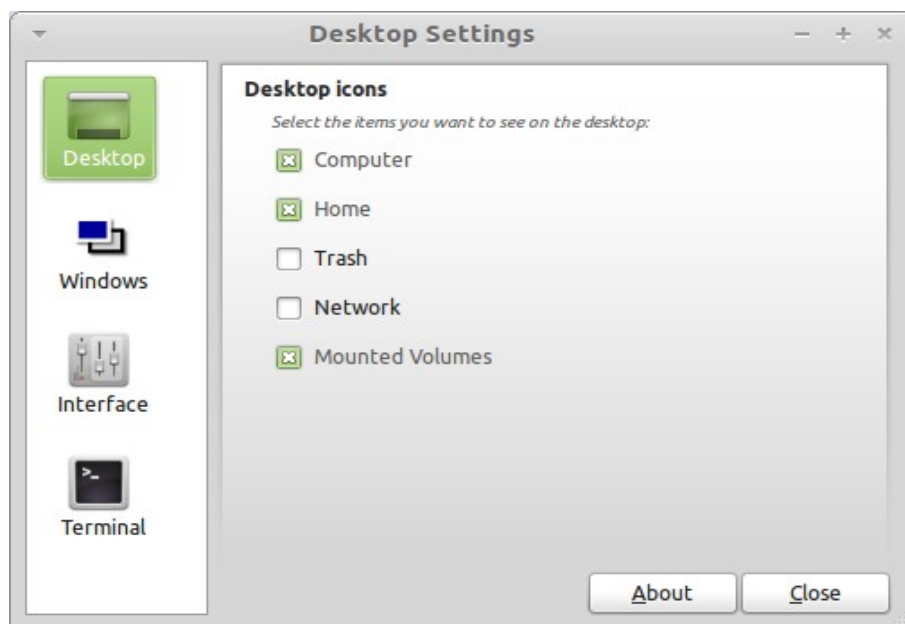 Desktop Settings
Desktop
Windows
Interface
>_
Terminal
Desktop icons
Select the items you want to see on the desktop:
Computer
Home
Trash
Network
Mounted Volumes
About
Close